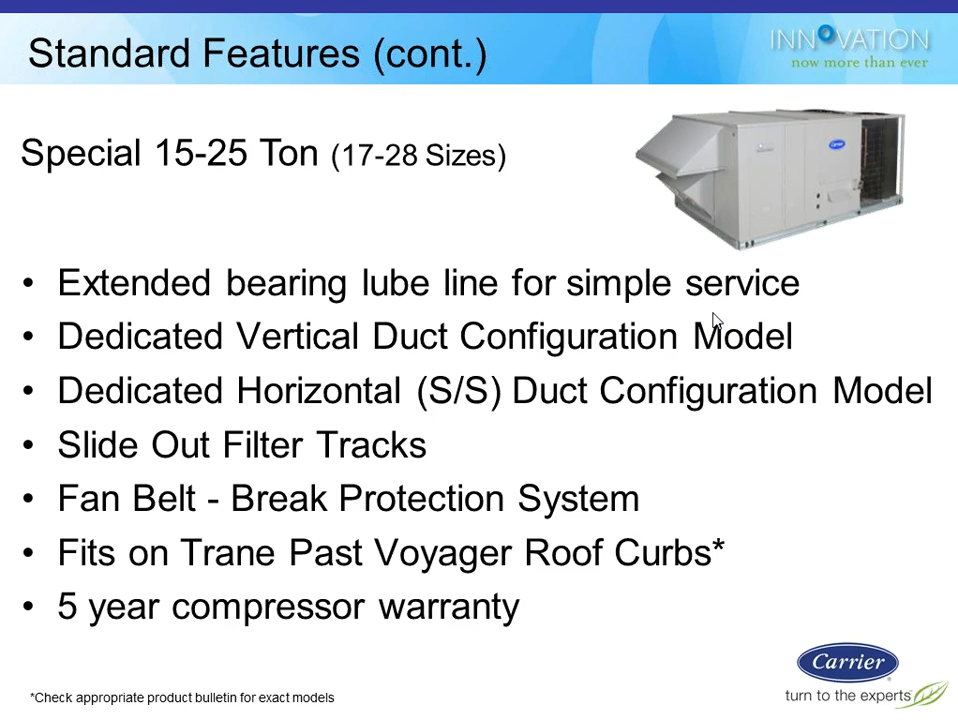 Standard Features (cont.)
INNOVATION
now more than ever
Special 15-25 Ton (17-28 Sizes)
Carrier
• Extended bearing lube line for simple service
• Dedicated Vertical Duct Configuration Model
• Dedicated Horizontal (S/S) Duct Configuration Model
• Slide Out Filter Tracks
• Fan Belt - Break Protection System
• Fits on Trane Past Voyager Roof Curbs*
• 5 year compressor warranty
Carrier
turn to the experts
*Check appropriate product bulletin for exact models